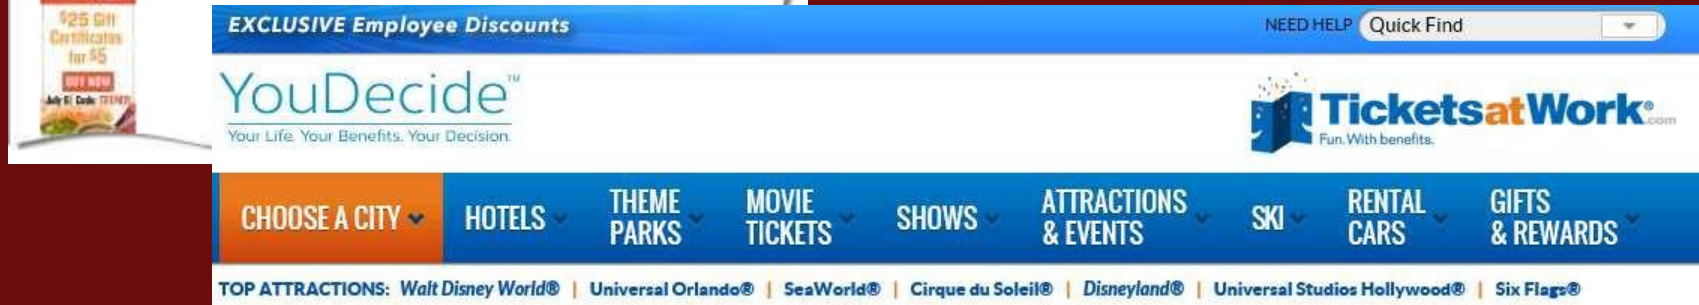 $25 Gift
Certificates
for $5
BUY NOW
EXCLUSIVE Employee Discounts
NEED HELP Quick Find
YouDecide™
Your Life. Your Benefits. Your Decision.
TicketsatWork®.com
Fun. With benefits.
CHOOSE A CITY
HOTELS
THEME PARKS
MOVIE TICKETS
SHOWS
ATTRACTIONS & EVENTS
SKI
RENTAL CARS
GIFTS & REWARDS
TOP ATTRACTIONS: Walt Disney World® | Universal Orlando® | SeaWorld® | Cirque du Soleil® | Disneyland® | Universal Studios Hollywood® | Six Flags®